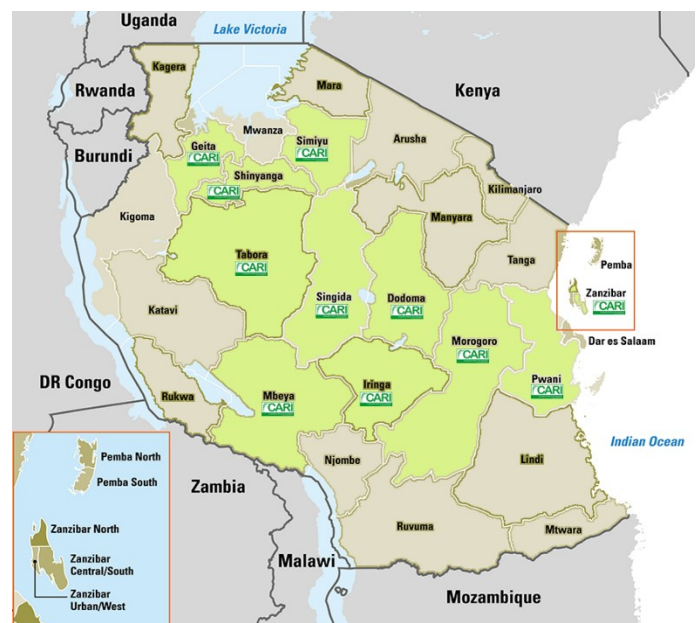 Uganda
Lake Victoria
Kagera
Mara
Rwanda
Kenya
Mwanza
Arusha
Geita
CARI
Simiyu
CARI
Burundi
Shinyanga
CARI
Kilimanjaro
Kigoma
Manyara
Tabora
CARI
Tanga
Pemba
Singida
CARI
Dodoma
CARI
Zanzibar
CARI
Katavi
Morogoro
CARI
Dar es Salaam
DR Congo
Rukwa
Mbeya
CARI
Iringa
CARI
Pwani
CARI
Indian Ocean
Pemba North
Pemba South
Njombe
Lindi
Zambia
Zanzibar North
Ruvuma
Mtwara
Zanzibar
Central/South
Malawi
Zanzibar
Urban/West
Mozambique